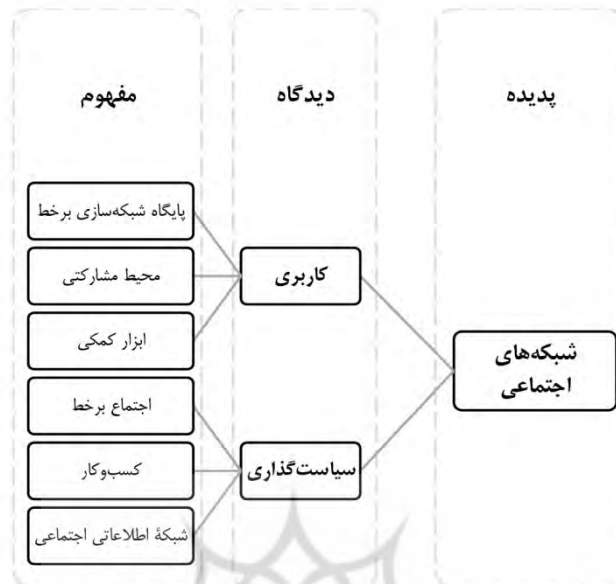 پدیده
دیدگاه
مفهوم
شبکه‌های
اجتماعی
کاربری
سیاست‌گذاری
پایگاه شبکه‌سازی برخط
محیط مشارکتی
ابزار کمکی
اجتماع برخط
کسب‌وکار
شبکۀ اطلاعاتی اجتماعی